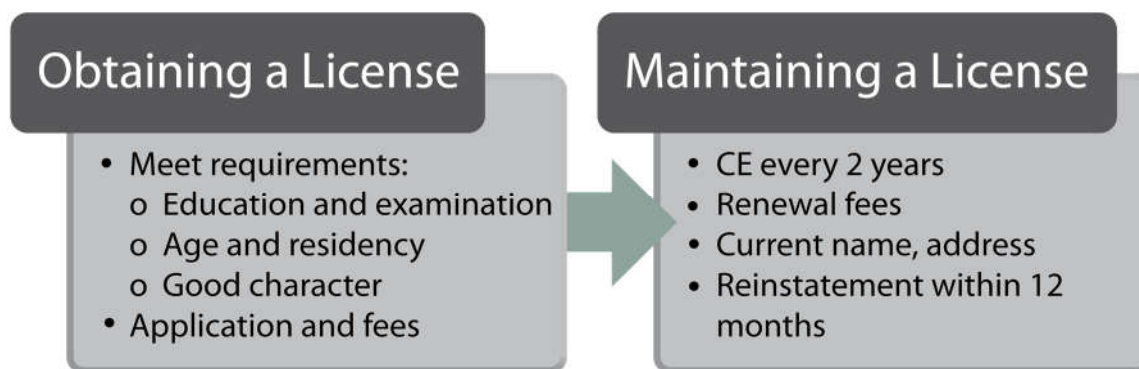 Obtaining a License
• Meet requirements:
o Education and examination
o Age and residency
o Good character
• Application and fees
Maintaining a License
• CE every 2 years
• Renewal fees
• Current name, address
• Reinstatement within 12
months